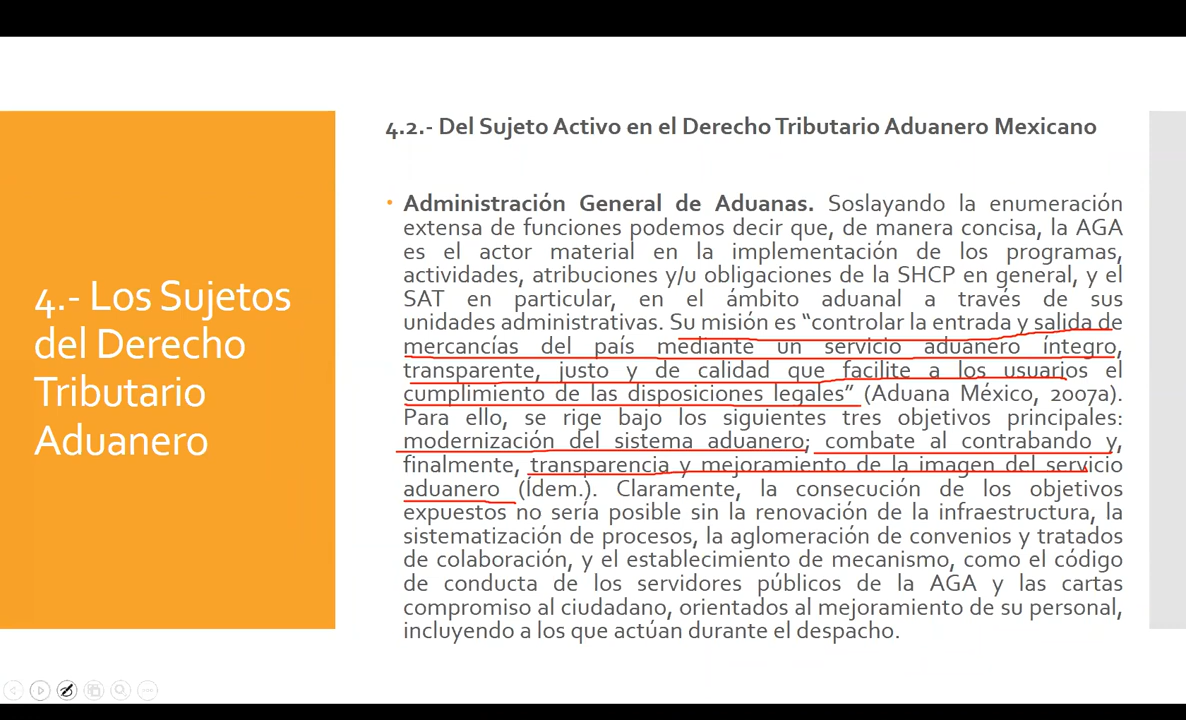 4.- Los Sujetos
del Derecho
Tributario
Aduanero
4.2.- Del Sujeto Activo en el Derecho Tributario Aduanero Mexicano
• Administración General de Aduanas. Soslayando la enumeración
extensa de funciones podemos decir que, de manera concisa, la AGA
es el actor material en la implementación de los programas,
actividades, atribuciones y/u obligaciones de la SHCP en general, y el
SAT en particular, en el ámbito aduanal a través de sus
unidades administrativas. Su misión es “controlar la entrada y salida de
mercancías del país mediante un servicio aduanero íntegro,
transparente, justo y de calidad que facilite a los usuarios el
cumplimiento de las disposiciones legales” (Aduana México, 2007a).
Para ello, se rige bajo los siguientes tres objetivos principales:
modernización del sistema aduanero; combate al contrabando y,
finalmente, transparencia y mejoramiento de la imagen del servicio
aduanero (Ídem.). Claramente, la consecución de los objetivos
expuestos no sería posible sin la renovación de la infraestructura, la
sistematización de procesos, la aglomeración de convenios y tratados
de colaboración, y el establecimiento de mecanismo, como el código
de conducta de los servidores públicos de la AGA y las cartas
compromiso al ciudadano, orientados al mejoramiento de su personal,
incluyendo a los que actúan durante el despacho.